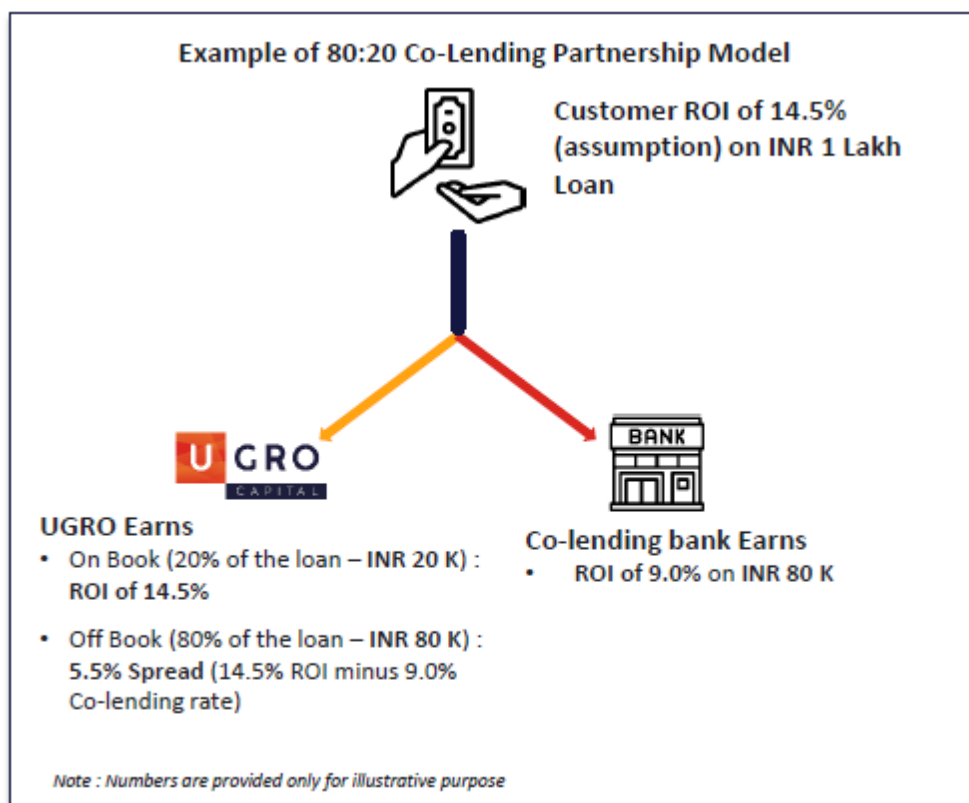 Example of 80:20 Co-Lending Partnership Model
Customer ROI of 14.5%
(assumption) on INR 1 Lakh
Loan
U GRO
CAPITAL
BANK
UGRO Earns
• On Book (20% of the loan – INR 20 K) :
ROI of 14.5%
• Off Book (80% of the loan – INR 80 K) :
5.5% Spread (14.5% ROI minus 9.0%
Co-lending rate)
Co-lending bank Earns
• ROI of 9.0% on INR 80 K
Note : Numbers are provided only for illustrative purpose